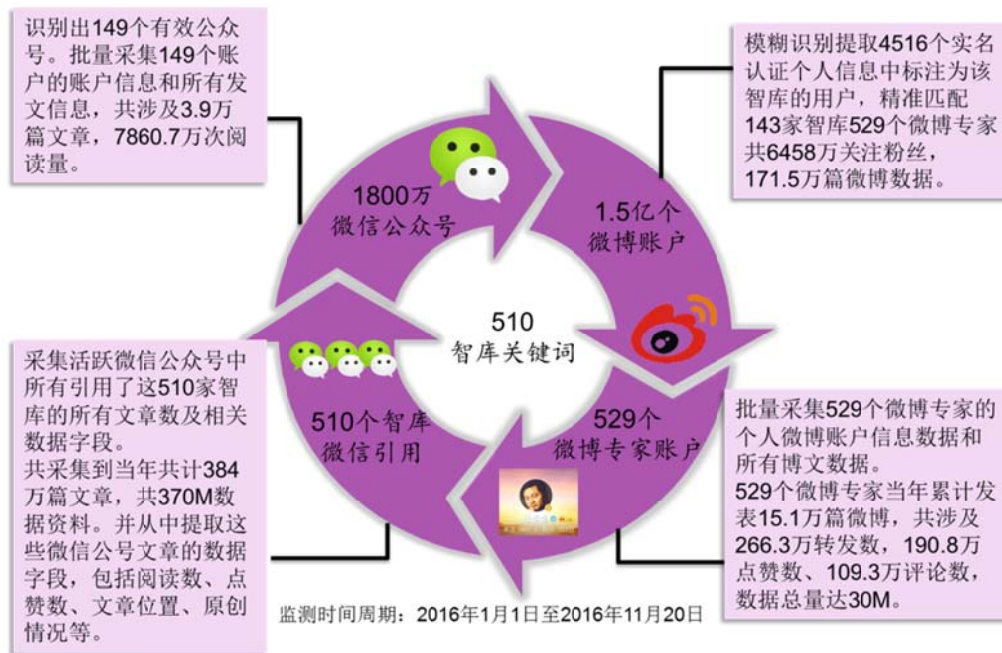 识别出149个有效公众
号。批量采集149个账
户的账户信息和所有发
文信息，共涉及3.9万
篇文章，7860.7万次阅
读量。
模糊识别提取4516个实名
认证个人信息中标注为该
智库的用户，精准匹配
143家智库529个微博专家
共6458万关注粉丝，
171.5万篇微博数据。
1800万
微信公众号
1.5亿个
微博账户
510
智库关键词
510个智库
微信引用
529个
微博专家账户
采集活跃微信公众号中
所有引用了这510家智
库的所有文章数及相关
数据字段。
共采集到当年共计384
万篇文章，共370M数
据资料。并从中提取这
些微信公号文章的数据
字段，包括阅读数、点
赞数、文章位置、原创
情况等。
批量采集529个微博专家的
个人微博账户信息数据和
所有博文数据。
529个微博专家当年累计发
表15.1万篇微博，共涉及
266.3万转发数，190.8万
点赞数、109.3万评论数，
数据总量达30M。
监测时间周期：2016年1月1日至2016年11月20日